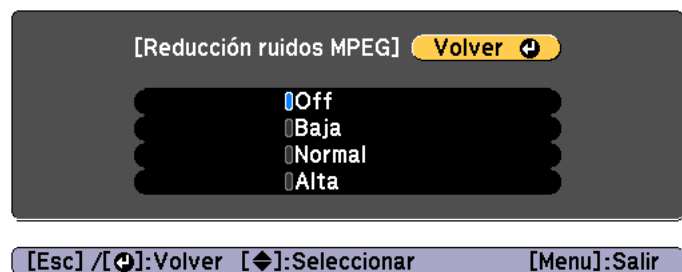 [Reducción ruidos MPEG] Volver
Off
Baja
Normal
Alta
[Esc] /[⏎]:Volver [◆]:Seleccionar [Menu]:Salir